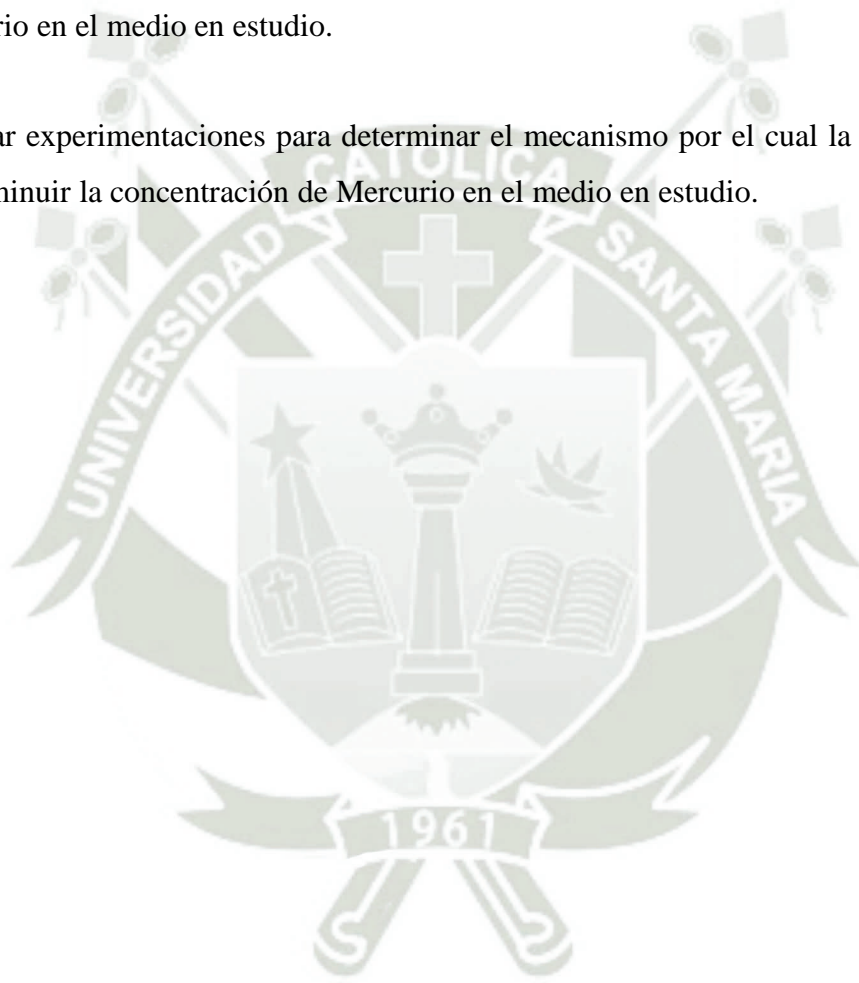 rio en el medio en estudio.
ar experimentaciones para determinar el mecanismo por el cual la
minuir la concentración de Mercurio en el medio en estudio.
UNIVERSIDAD CATOLICA SANTA MARIA
1961